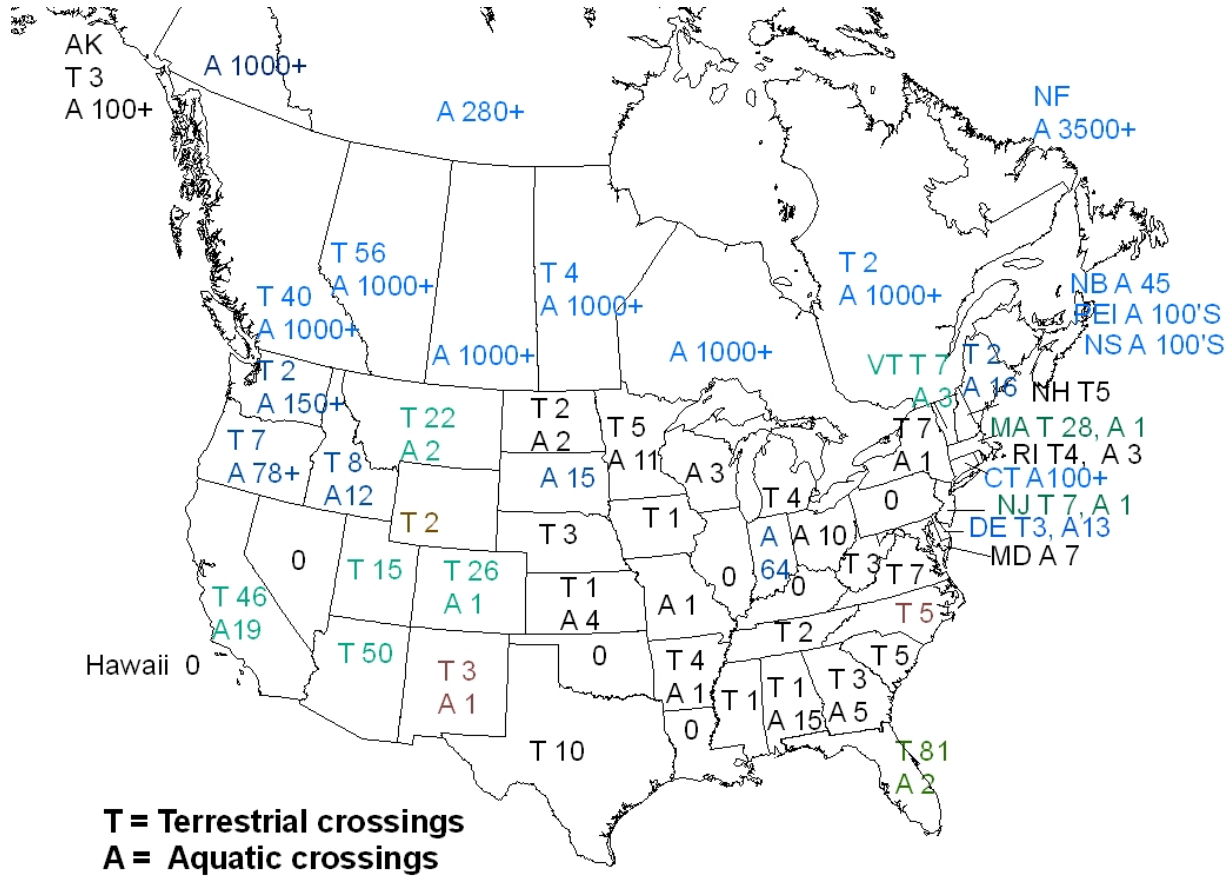 AK
T 3
A 100+
A 1000+
A 280+
NF
A 3500+
T 56
A 1000+
T 40
A 1000+
T 4
A 1000+
A 1000+
A 1000+
T 2
A 1000+
NB A 45
PEI A 100'S
NS A 100'S
VT T 7
A 3
T 2
A 16
NH T5
MA T 28, A 1
RI T4, A 3
CT A100+
NJ T 7, A 1
DE T3, A13
MD A 7
T 2
A 150+
T 7
A 78+
T 8
A12
T 22
A 2
T 2
A 2
T 5
A 11
A 15
A 3
T 4
T 7
A 1
0
T 2
T 3
T 1
A
64
A 10
0
0
T 3
T 7
0
T 15
T 26
A 1
T 1
A 4
A 1
T 46
A19
T 50
T 3
A 1
0
T 4
A 1
T 2
T 5
T 5
T 1
T 1
A 15
T 3
A 5
0
T 10
T 81
A 2
Hawaii 0
T = Terrestrial crossings
A = Aquatic crossings